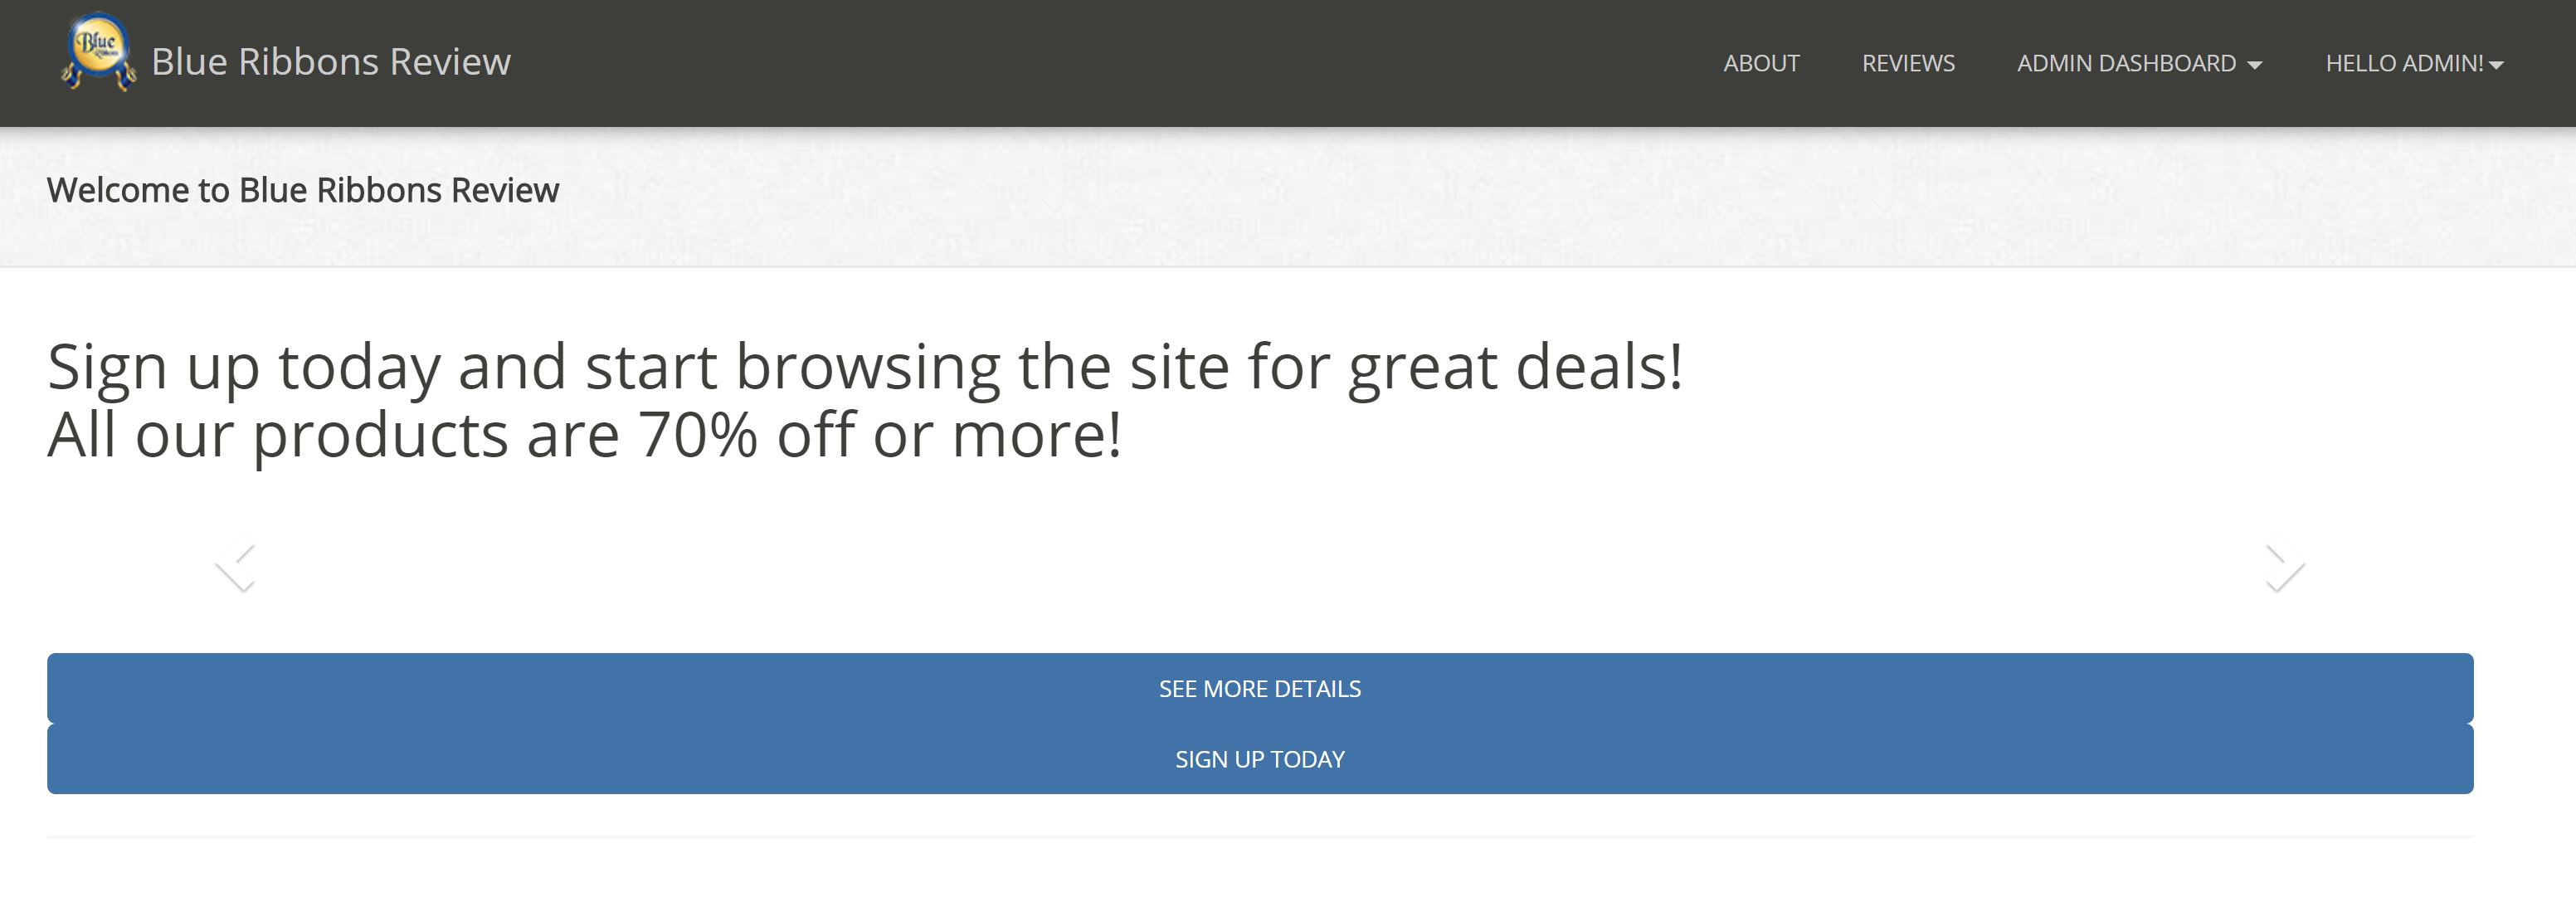 Blue
Ribbons
Blue Ribbons Review
ABOUT
REVIEWS
ADMIN DASHBOARD
HELLO ADMIN!
Welcome to Blue Ribbons Review
Sign up today and start browsing the site for great deals!
All our products are 70% off or more!
SEE MORE DETAILS
SIGN UP TODAY